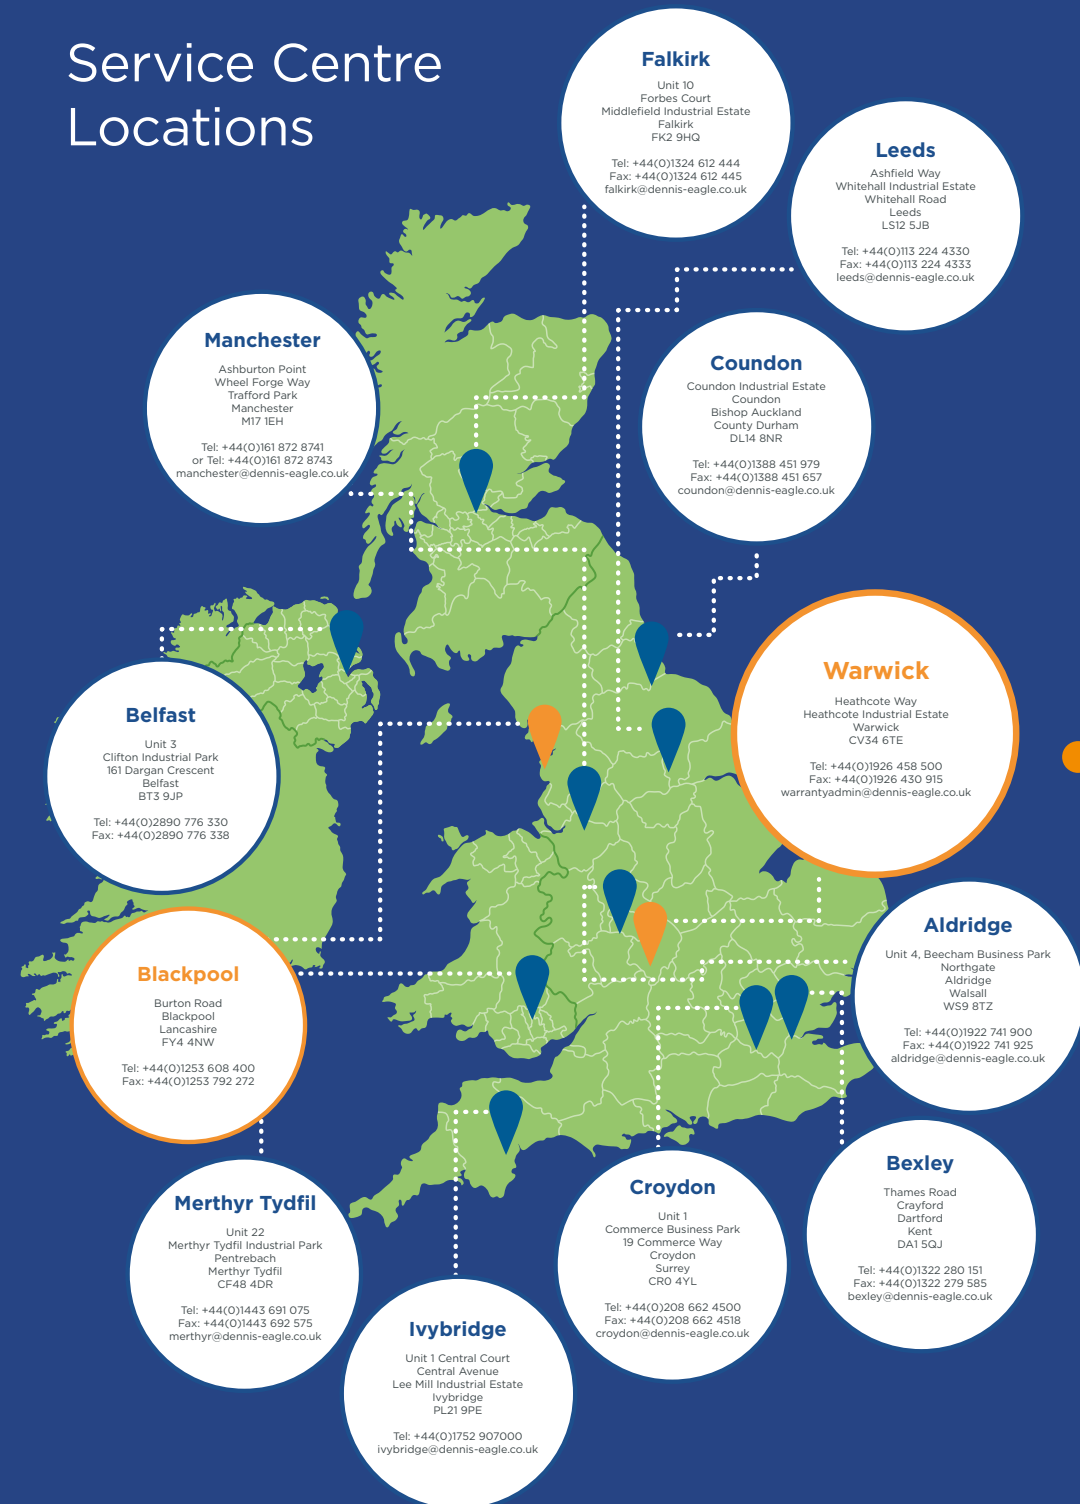 Service Centre
Locations
Falkirk
Unit 10
Forbes Court
Middlefield Industrial Estate
Falkirk
FK2 9HQ
Tel: +44(0)1324 612 444
Fax: +44(0)1324 612 445
falkirk@dennis-eagle.co.uk
Leeds
Ashfield Way
Whitehall Industrial Estate
Whitehall Road
Leeds
LS12 5JB
Tel: +44(0)113 224 4330
Fax: +44(0)113 224 4333
leeds@dennis-eagle.co.uk
Manchester
Ashburton Point
Wheel Forge Way
Trafford Park
Manchester
M17 1EH
Tel: +44(0)161 872 8741
or Tel: +44(0)161 872 8743
manchester@dennis-eagle.co.uk
Coundon
Coundon Industrial Estate
Coundon
Bishop Auckland
County Durham
DL14 8NR
Tel: +44(0)1388 451 979
Fax: +44(0)1388 451 657
coundon@dennis-eagle.co.uk
Warwick
Heathcote Way
Heathcote Industrial Estate
Warwick
CV34 6TE
Tel: +44(0)1926 458 500
Fax: +44(0)1926 430 915
warrantyadmin@dennis-eagle.co.uk
Belfast
Unit 3
Clifton Industrial Park
161 Dargan Crescent
Belfast
BT3 9JP
Tel: +44(0)2890 776 330
Fax: +44(0)2890 776 338
Aldridge
Unit 4, Beecham Business Park
Northgate
Aldridge
Walsall
WS9 8TZ
Tel: +44(0)1922 741 900
Fax: +44(0)1922 741 925
aldridge@dennis-eagle.co.uk
Blackpool
Burton Road
Blackpool
Lancashire
FY4 4NW
Tel: +44(0)1253 608 400
Fax: +44(0)1253 792 272
Bexley
Thames Road
Crayford
Dartford
Kent
DA1 5QJ
Tel: +44(0)1322 280 151
Fax: +44(0)1322 279 585
bexley@dennis-eagle.co.uk
Merthyr Tydfil
Unit 22
Merthyr Tydfil Industrial Park
Pentrebach
Merthyr Tydfil
CF48 4DR
Tel: +44(0)1443 691 075
Fax: +44(0)1443 692 575
merthyr@dennis-eagle.co.uk
Croydon
Unit 1
Commerce Business Park
19 Commerce Way
Croydon
Surrey
CR0 4YL
Tel: +44(0)208 662 4500
Fax: +44(0)208 662 4518
croydon@dennis-eagle.co.uk
Ivybridge
Unit 1 Central Court
Central Avenue
Lee Mill Industrial Estate
Ivybridge
PL21 9PE
Tel: +44(0)1752 907000
ivybridge@dennis-eagle.co.uk